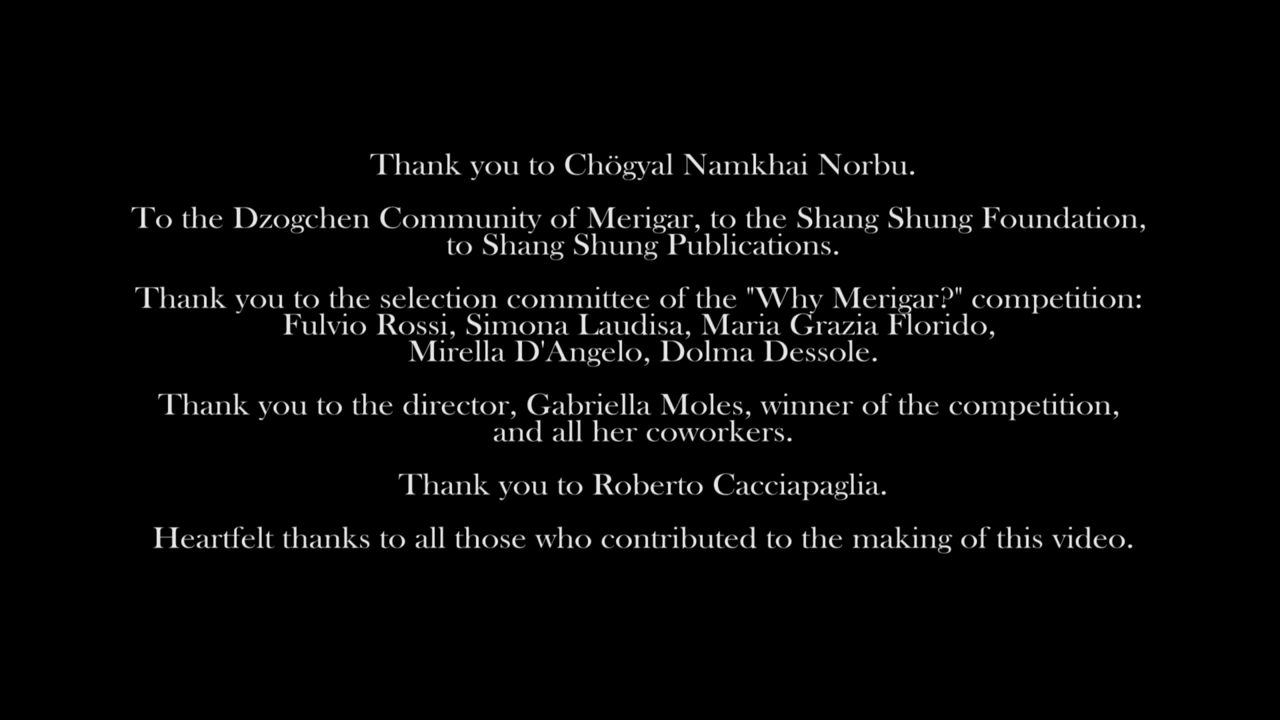 Thank you to Chögyal Namkhai Norbu.
To the Dzogchen Community of Merigar, to the Shang Shung Foundation,
to Shang Shung Publications.
Thank you to the selection committee of the "Why Merigar?" competition:
Fulvio Rossi, Simona Laudisa, Maria Grazia Florido,
Mirella D'Angelo, Dolma Dessole.
Thank you to the director, Gabriella Moles, winner of the competition,
and all her coworkers.
Thank you to Roberto Cacciapaglia.
Heartfelt thanks to all those who contributed to the making of this video.